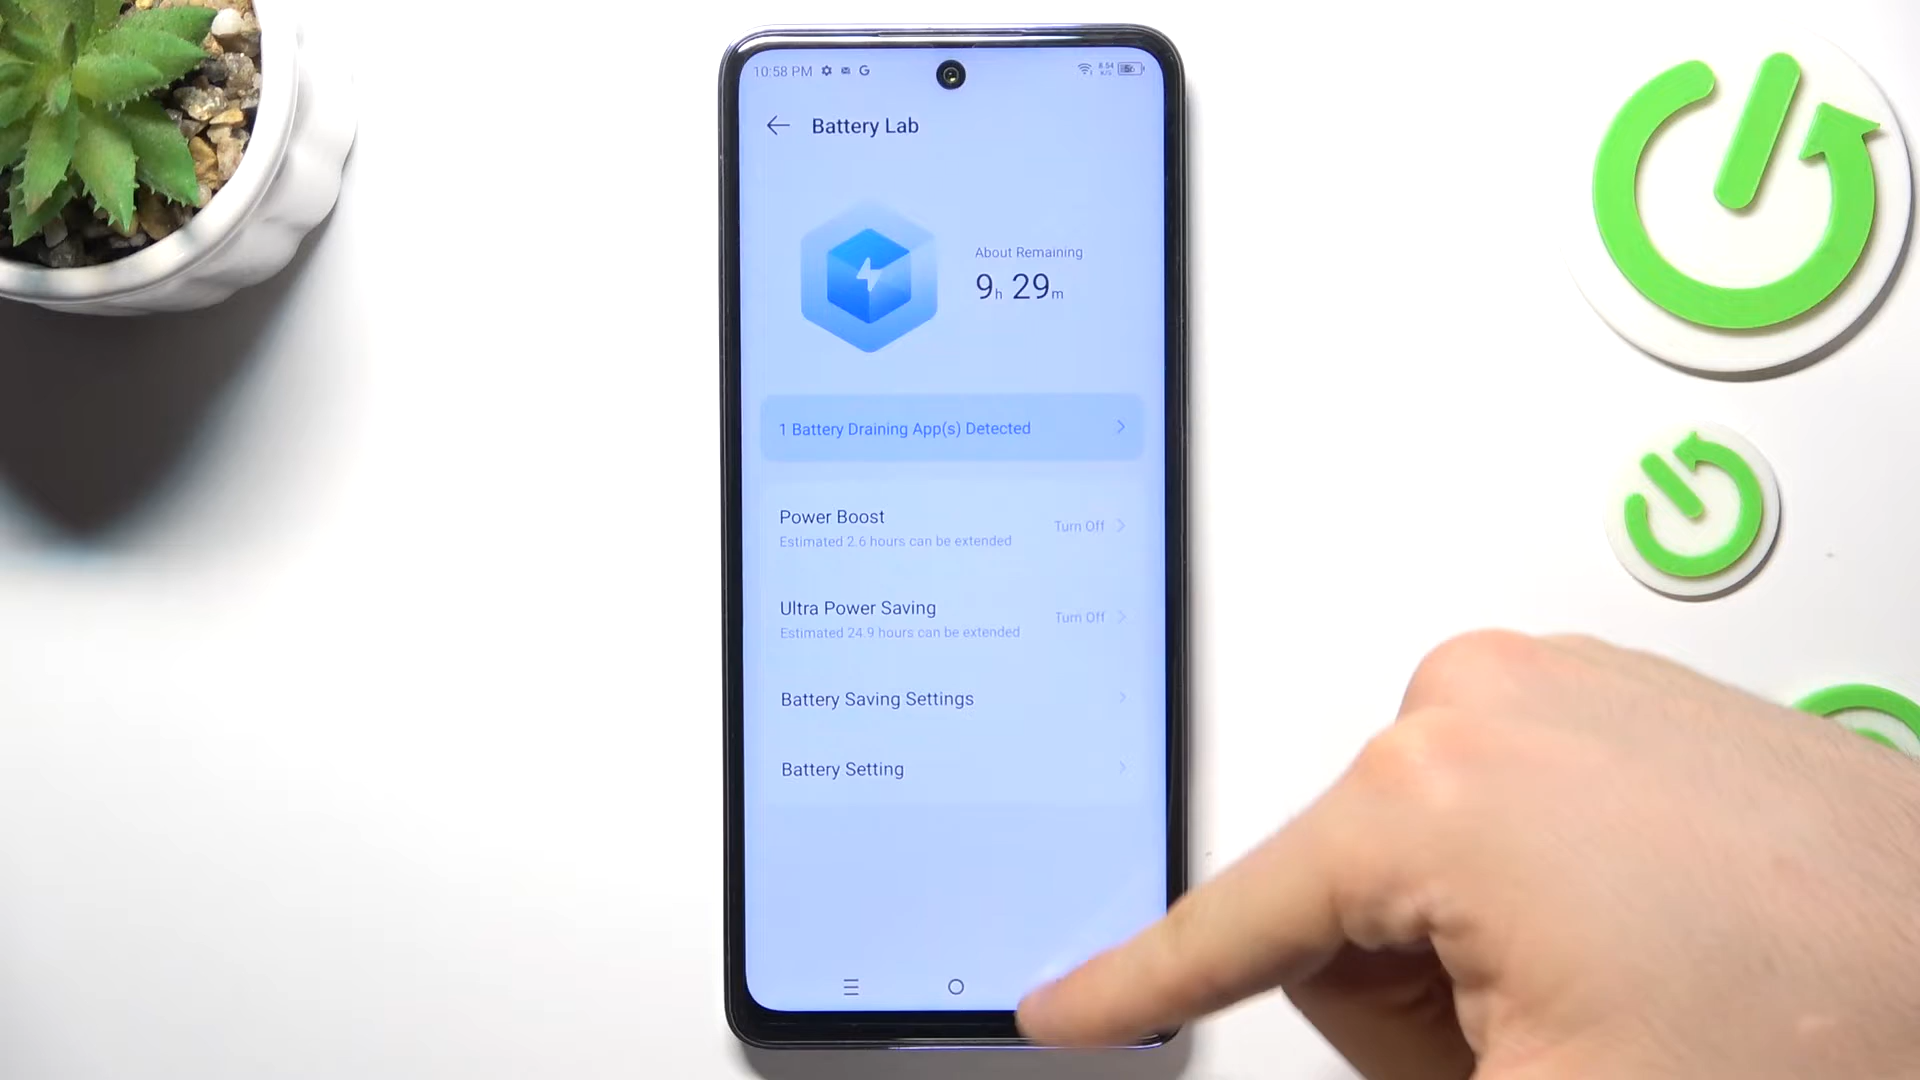 10:58 PM G 8.54 K/S
Battery Lab
About Remaining
9h 29m
1 Battery Draining App(s) Detected
Power Boost
Turn Off
Estimated 2.6 hours can be extended
Ultra Power Saving
Turn Off
Estimated 24.9 hours can be extended
Battery Saving Settings
Battery Setting